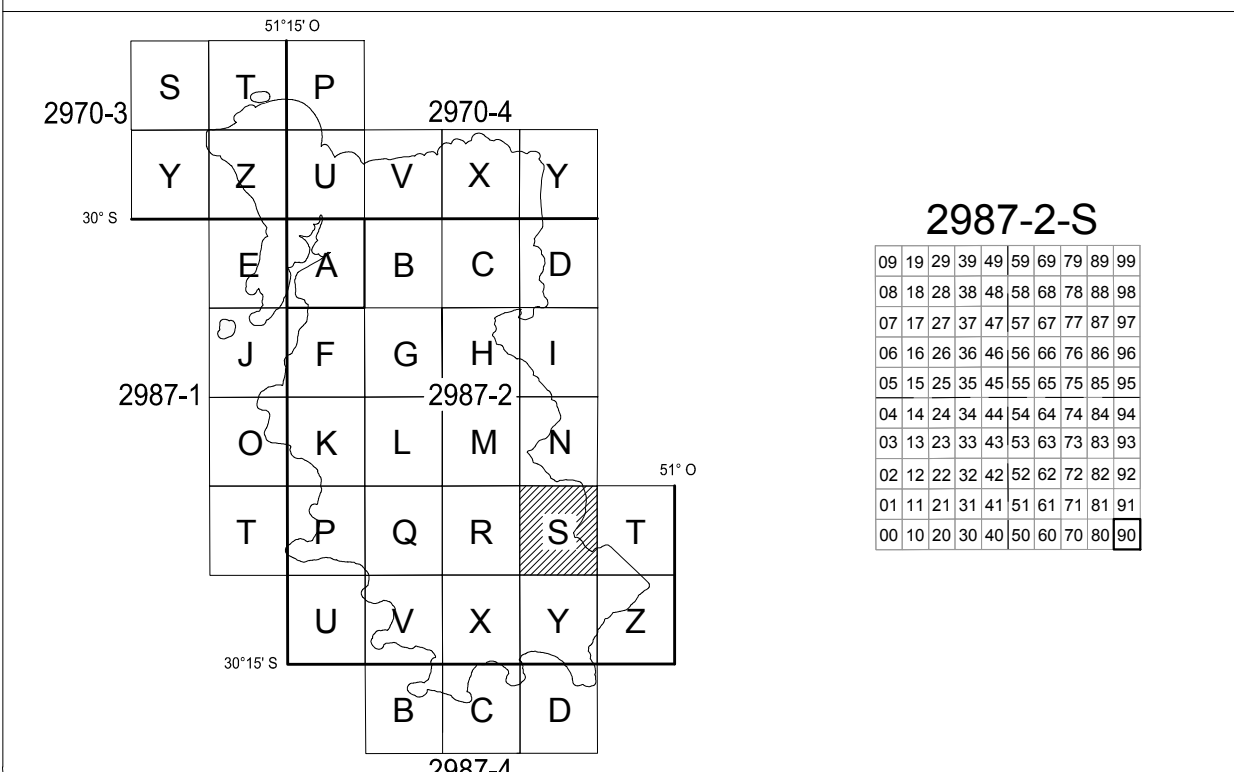 51°15' O
S T P
2970-3 2970-4
Y Z U V X Y
30° S
E A B C D
J F G H I
2987-1 2987-2
O K L M N
51° O
T P Q R S T
U V X Y Z
30°15' S
B C D
2987-4
2987-2-S
09 19 29 39 49 59 69 79 89 99
08 18 28 38 48 58 68 78 88 98
07 17 27 37 47 57 67 77 87 97
06 16 26 36 46 56 66 76 86 96
05 15 25 35 45 55 65 75 85 95
04 14 24 34 44 54 64 74 84 94
03 13 23 33 43 53 63 73 83 93
02 12 22 32 42 52 62 72 82 92
01 11 21 31 41 51 61 71 81 91
00 10 20 30 40 50 60 70 80 90